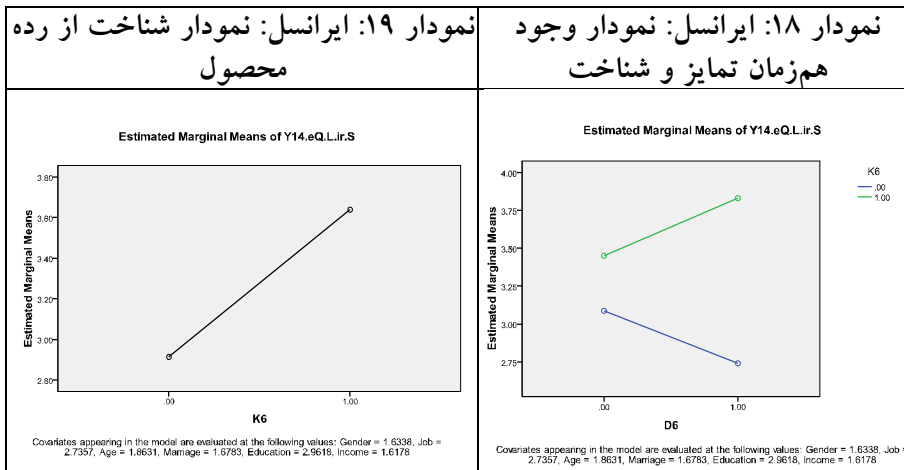 نمودار ۱۸: ایرانسل: نمودار وجود
هم‌زمان تمایز و شناخت
Estimated Marginal Means of Y14.eQ.L.ir.S
K6
.00
1.00
4.00
3.75
3.50
3.25
3.00
2.75
Estimated Marginal Means
.00 1.00
D6
Covariates appearing in the model are evaluated at the following values: Gender = 1.6338, Job =
2.7357, Age = 1.8631, Marriage = 1.6783, Education = 2.9618, Income = 1.6178
نمودار ۱۹: ایرانسل: نمودار شناخت از رده
محصول
Estimated Marginal Means of Y14.eQ.L.ir.S
3.80
3.60
3.40
3.20
3.00
2.80
Estimated Marginal Means
.00 1.00
K6
Covariates appearing in the model are evaluated at the following values: Gender = 1.6338, Job =
2.7357, Age = 1.8631, Marriage = 1.6783, Education = 2.9618, Income = 1.6178